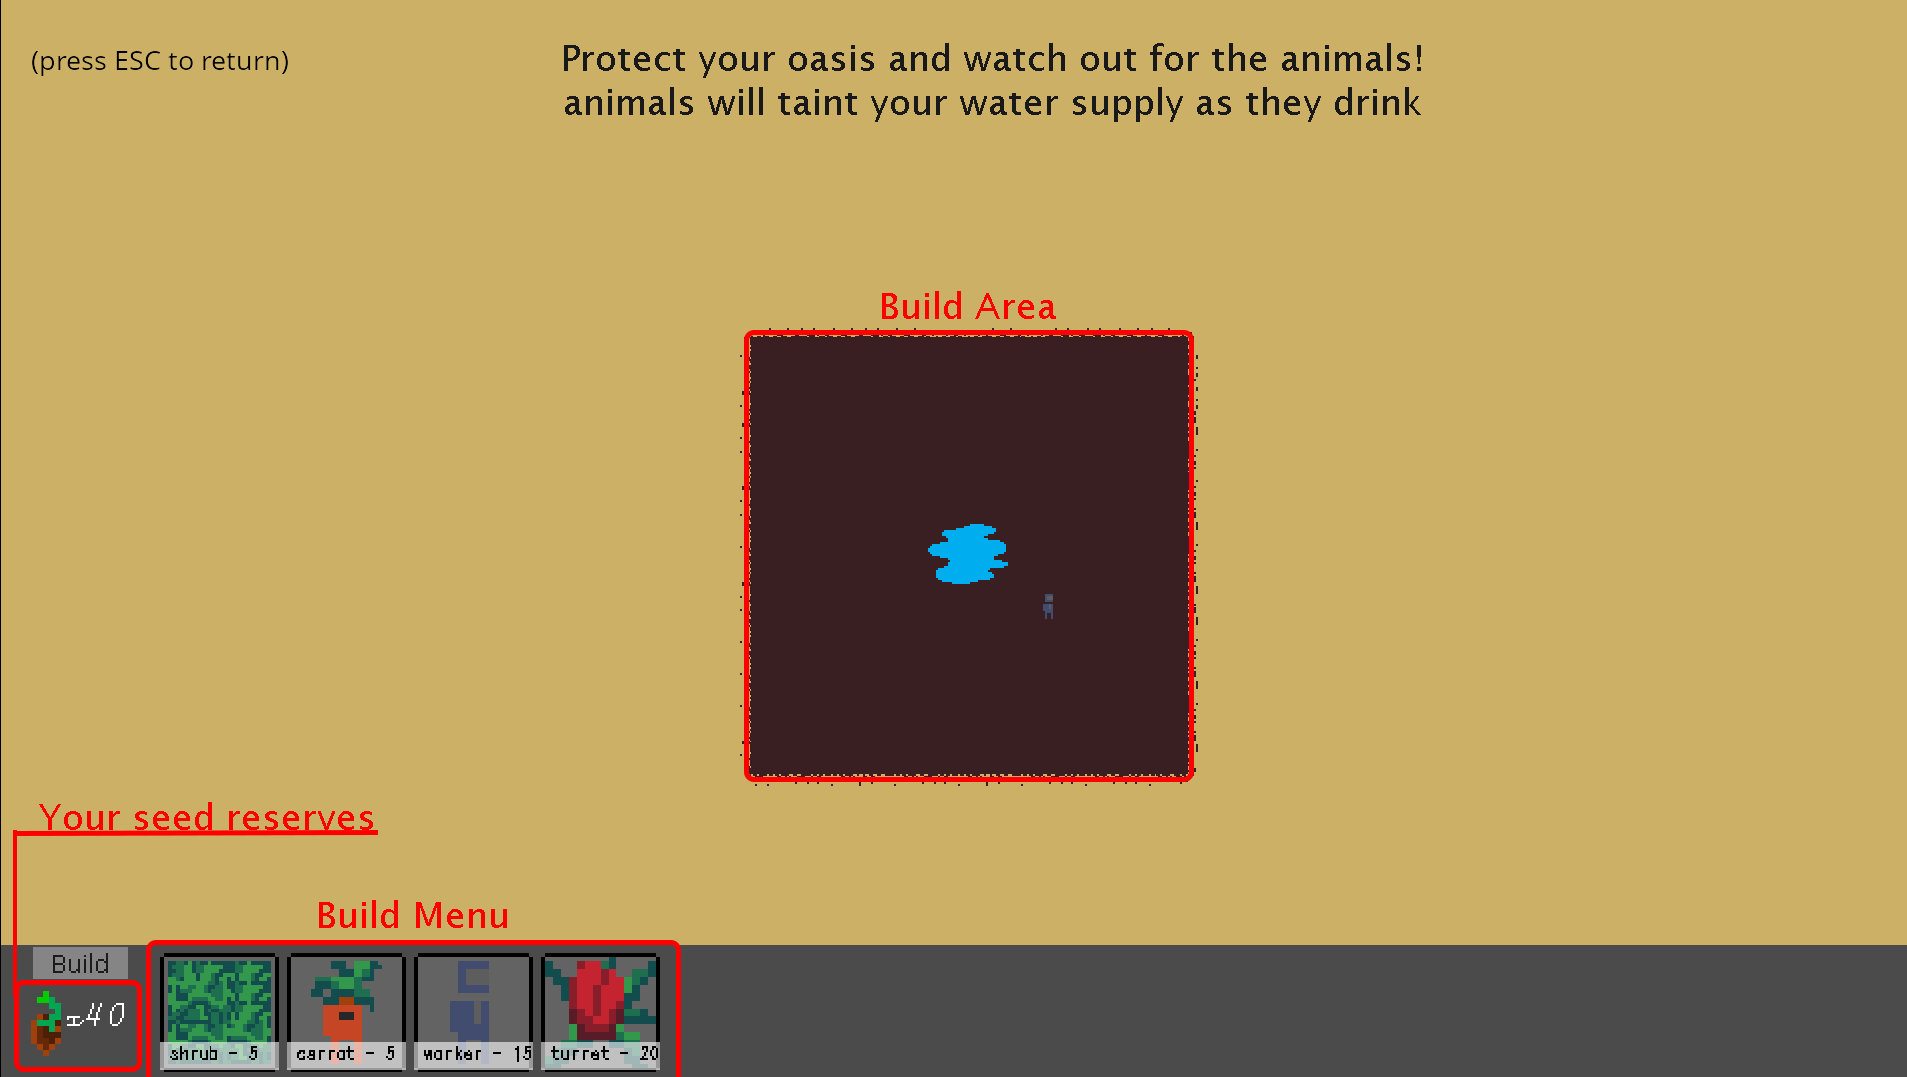 (press ESC to return)
Protect your oasis and watch out for the animals!
animals will taint your water supply as they drink
Build Area
Your seed reserves
Build Menu
Build
x40
shrub - 5
carrot - 5
worker - 15
turret - 20